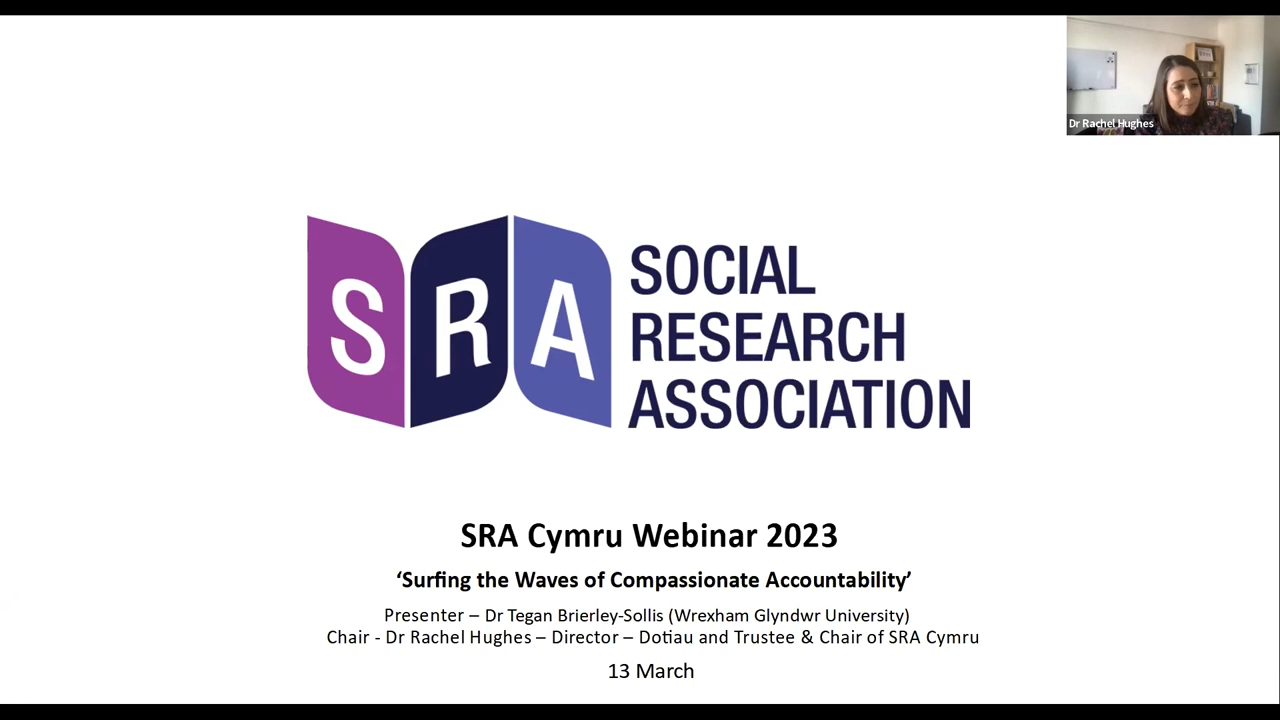 Dr Rachel Hughes
SRA
SOCIAL
RESEARCH
ASSOCIATION
SRA Cymru Webinar 2023
‘Surfing the Waves of Compassionate Accountability’
Presenter – Dr Tegan Brierley-Sollis (Wrexham Glyndwr University)
Chair - Dr Rachel Hughes – Director – Dotiau and Trustee & Chair of SRA Cymru
13 March